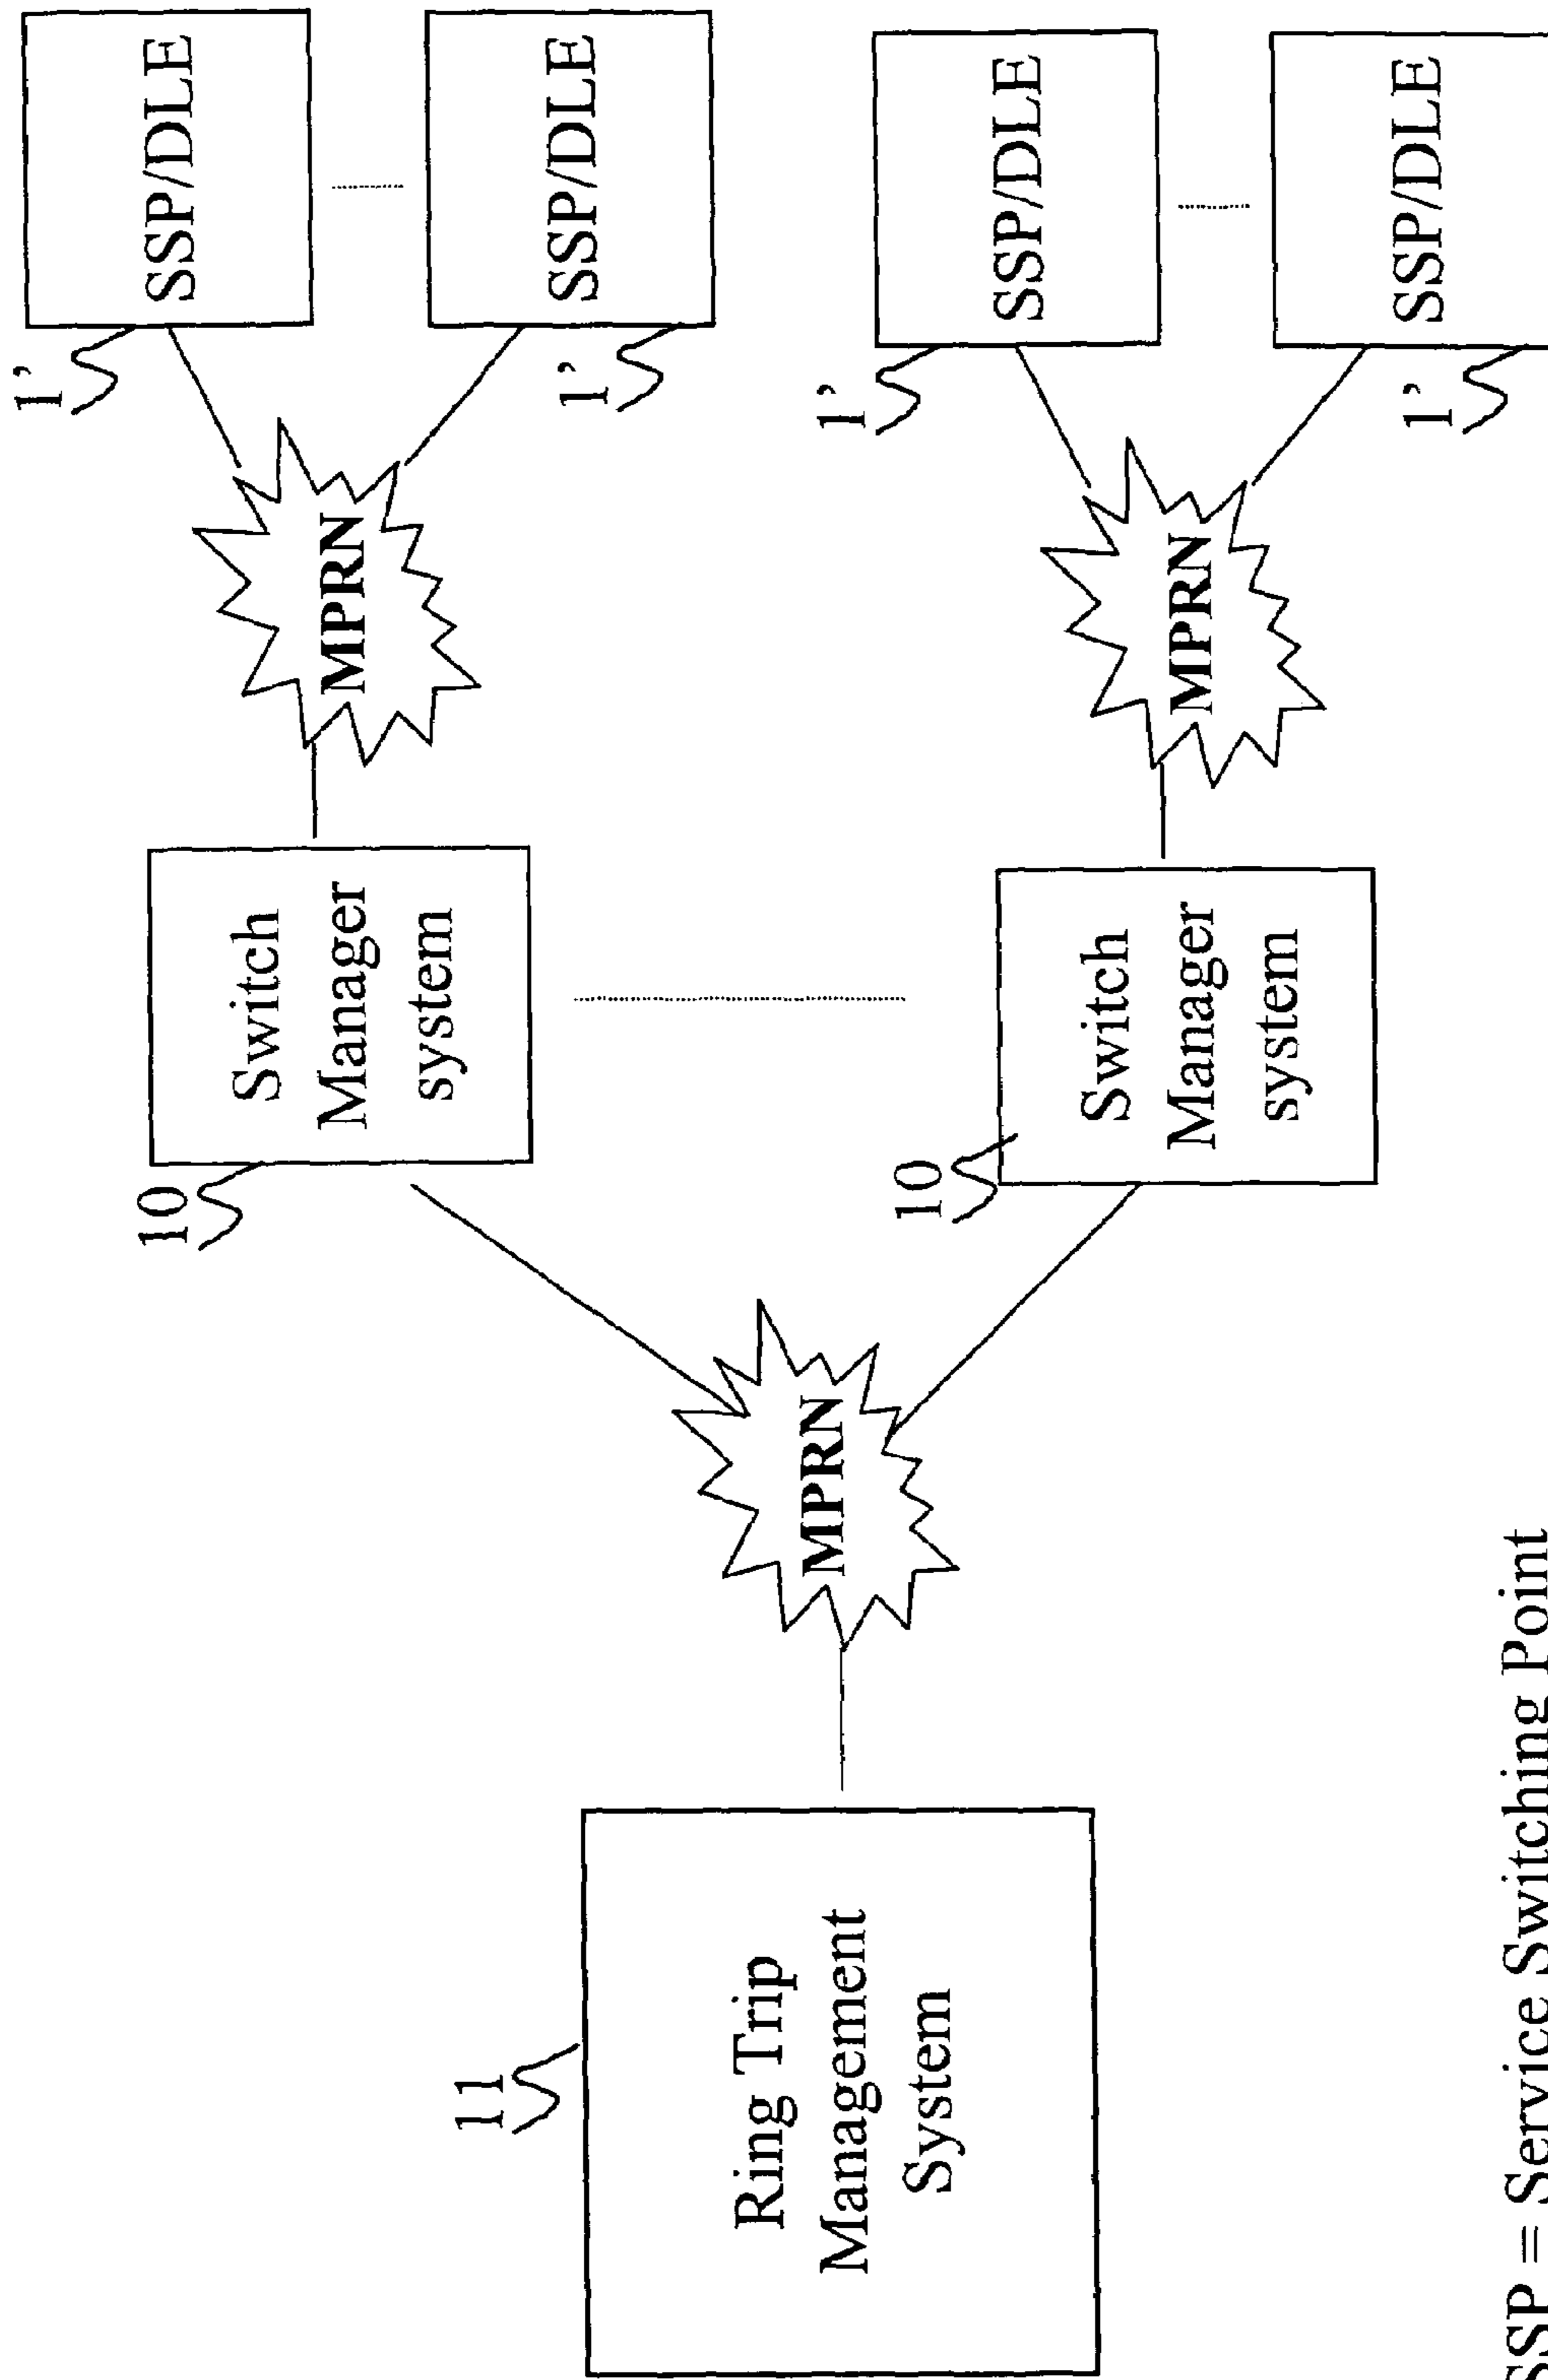 11
Ring Trip
Management
System
MPRN
10
Switch
Manager
system
MPRN
1'
SSP/DLE
1'
SSP/DLE
10
Switch
Manager
system
MPRN
1'
SSP/DLE
1'
SSP/DLE
SSP = Service Switching Point